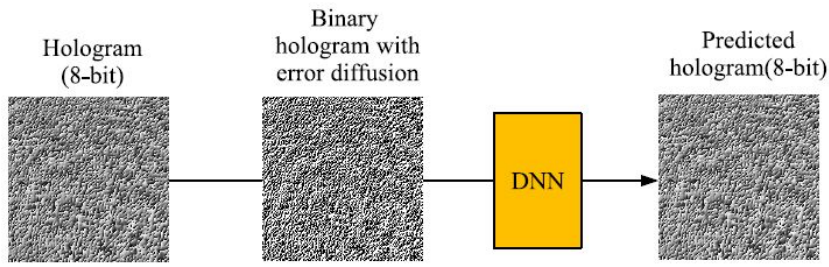 Hologram
(8-bit)
Binary
hologram with
error diffusion
DNN
Predicted
hologram(8-bit)